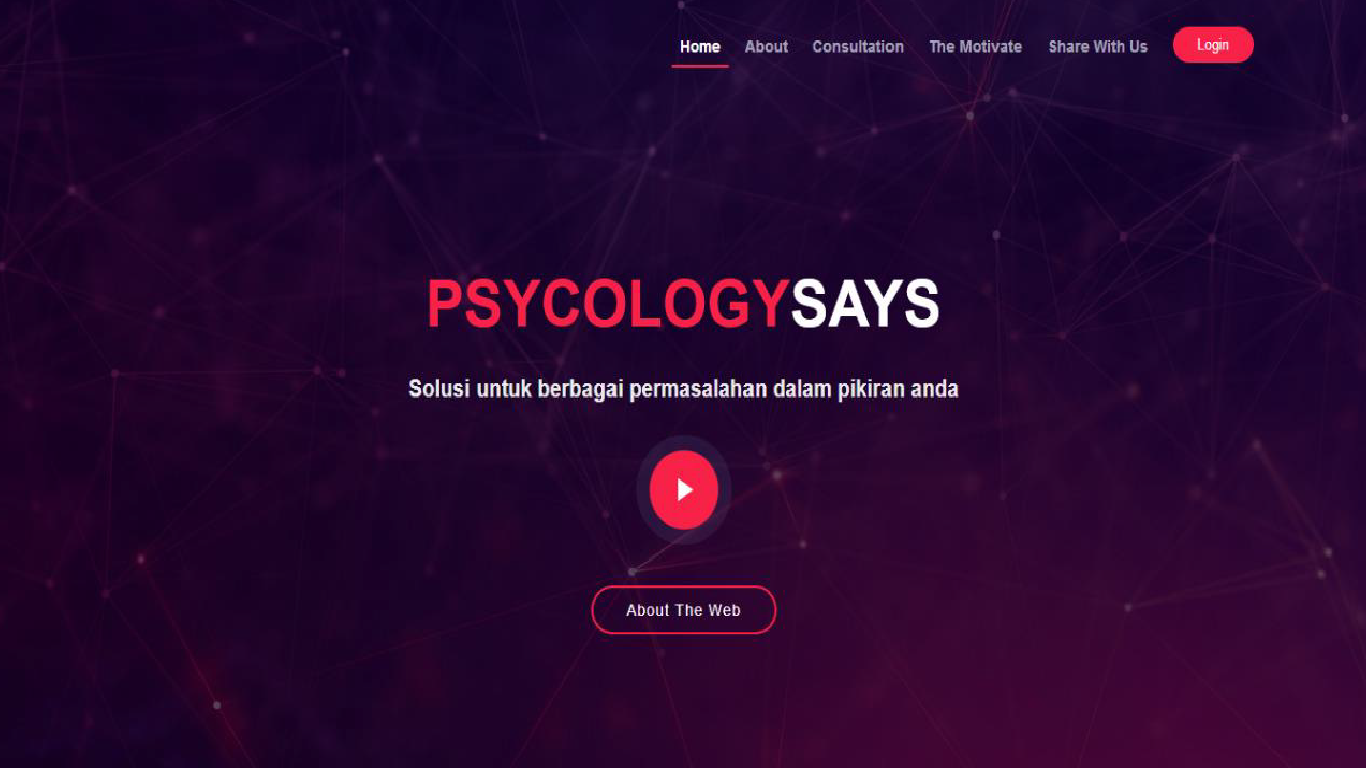 Home About Consultation The Motivate Share With Us Login
PSYCOLOGYSAYS
Solusi untuk berbagai permasalahan dalam pikiran anda
About The Web